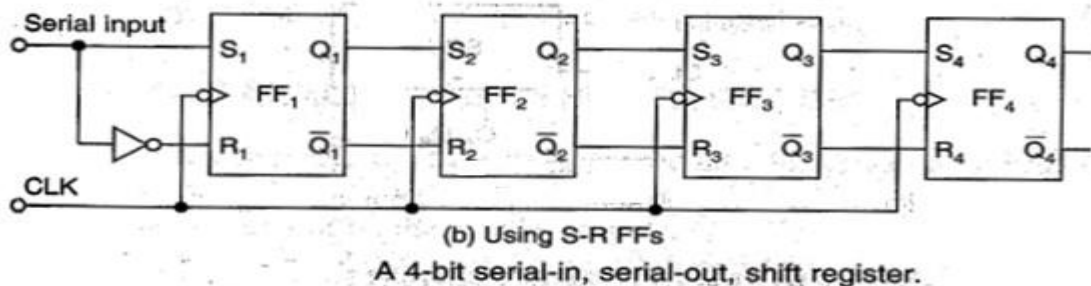 Serial input
S₁ Q₁ S₂ Q₂ S₃ Q₃ S₄ Q₄
FF₁ FF₂ FF₃ FF₄
R₁ Q̅₁ R₂ Q̅₂ R₃ Q̅₃ R₄ Q̅₄
CLK
(b) Using S-R FFs
A 4-bit serial-in, serial-out, shift register.